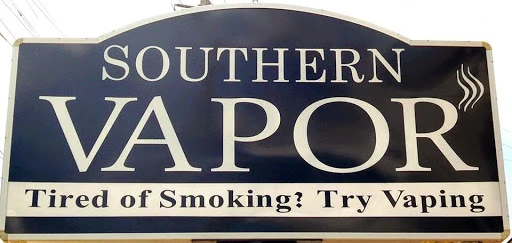 SOUTHERN
VAPOR
Tired of Smoking? Try Vaping